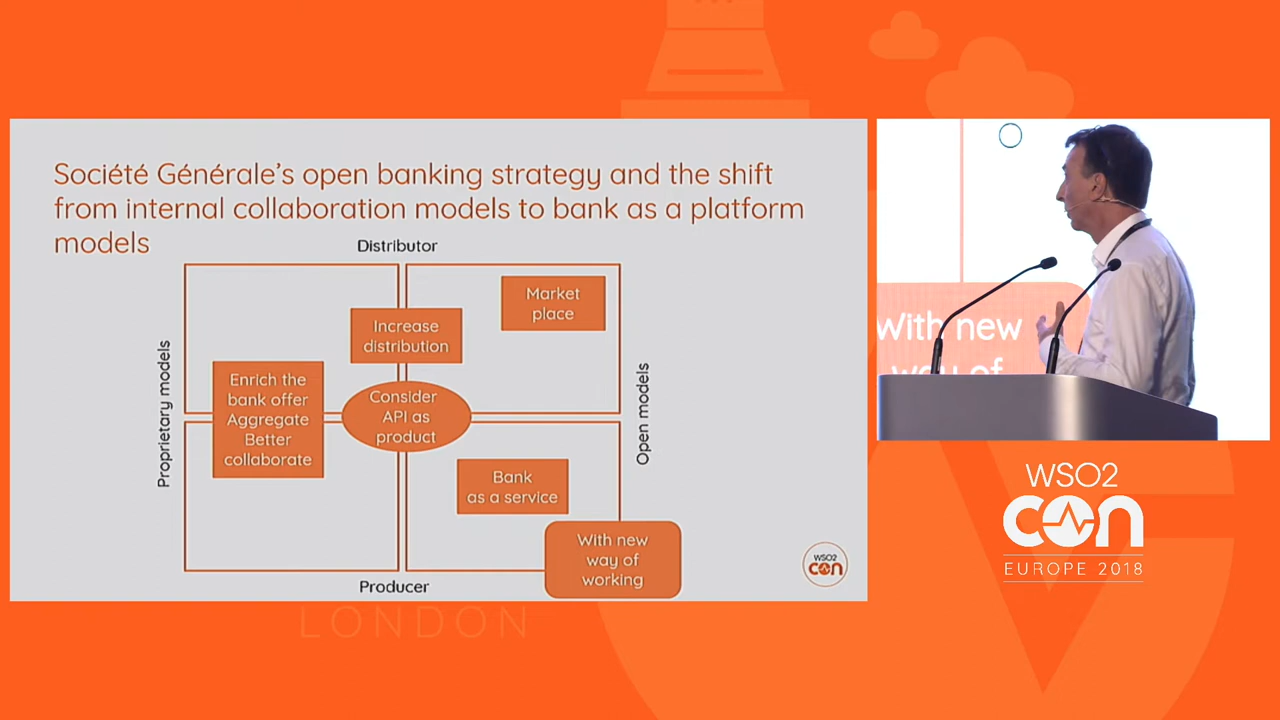 Société Générale's open banking strategy and the shift
from internal collaboration models to bank as a platform
models
Distributor
Market
place
Increase
distribution
Proprietary models
Enrich the
bank offer
Aggregate
Better
collaborate
Consider
API as
product
Open models
Bank
as a service
With new
way of
working
Producer
WSO2
con
With new
way of
WSO2
con
EUROPE 2018
LONDON